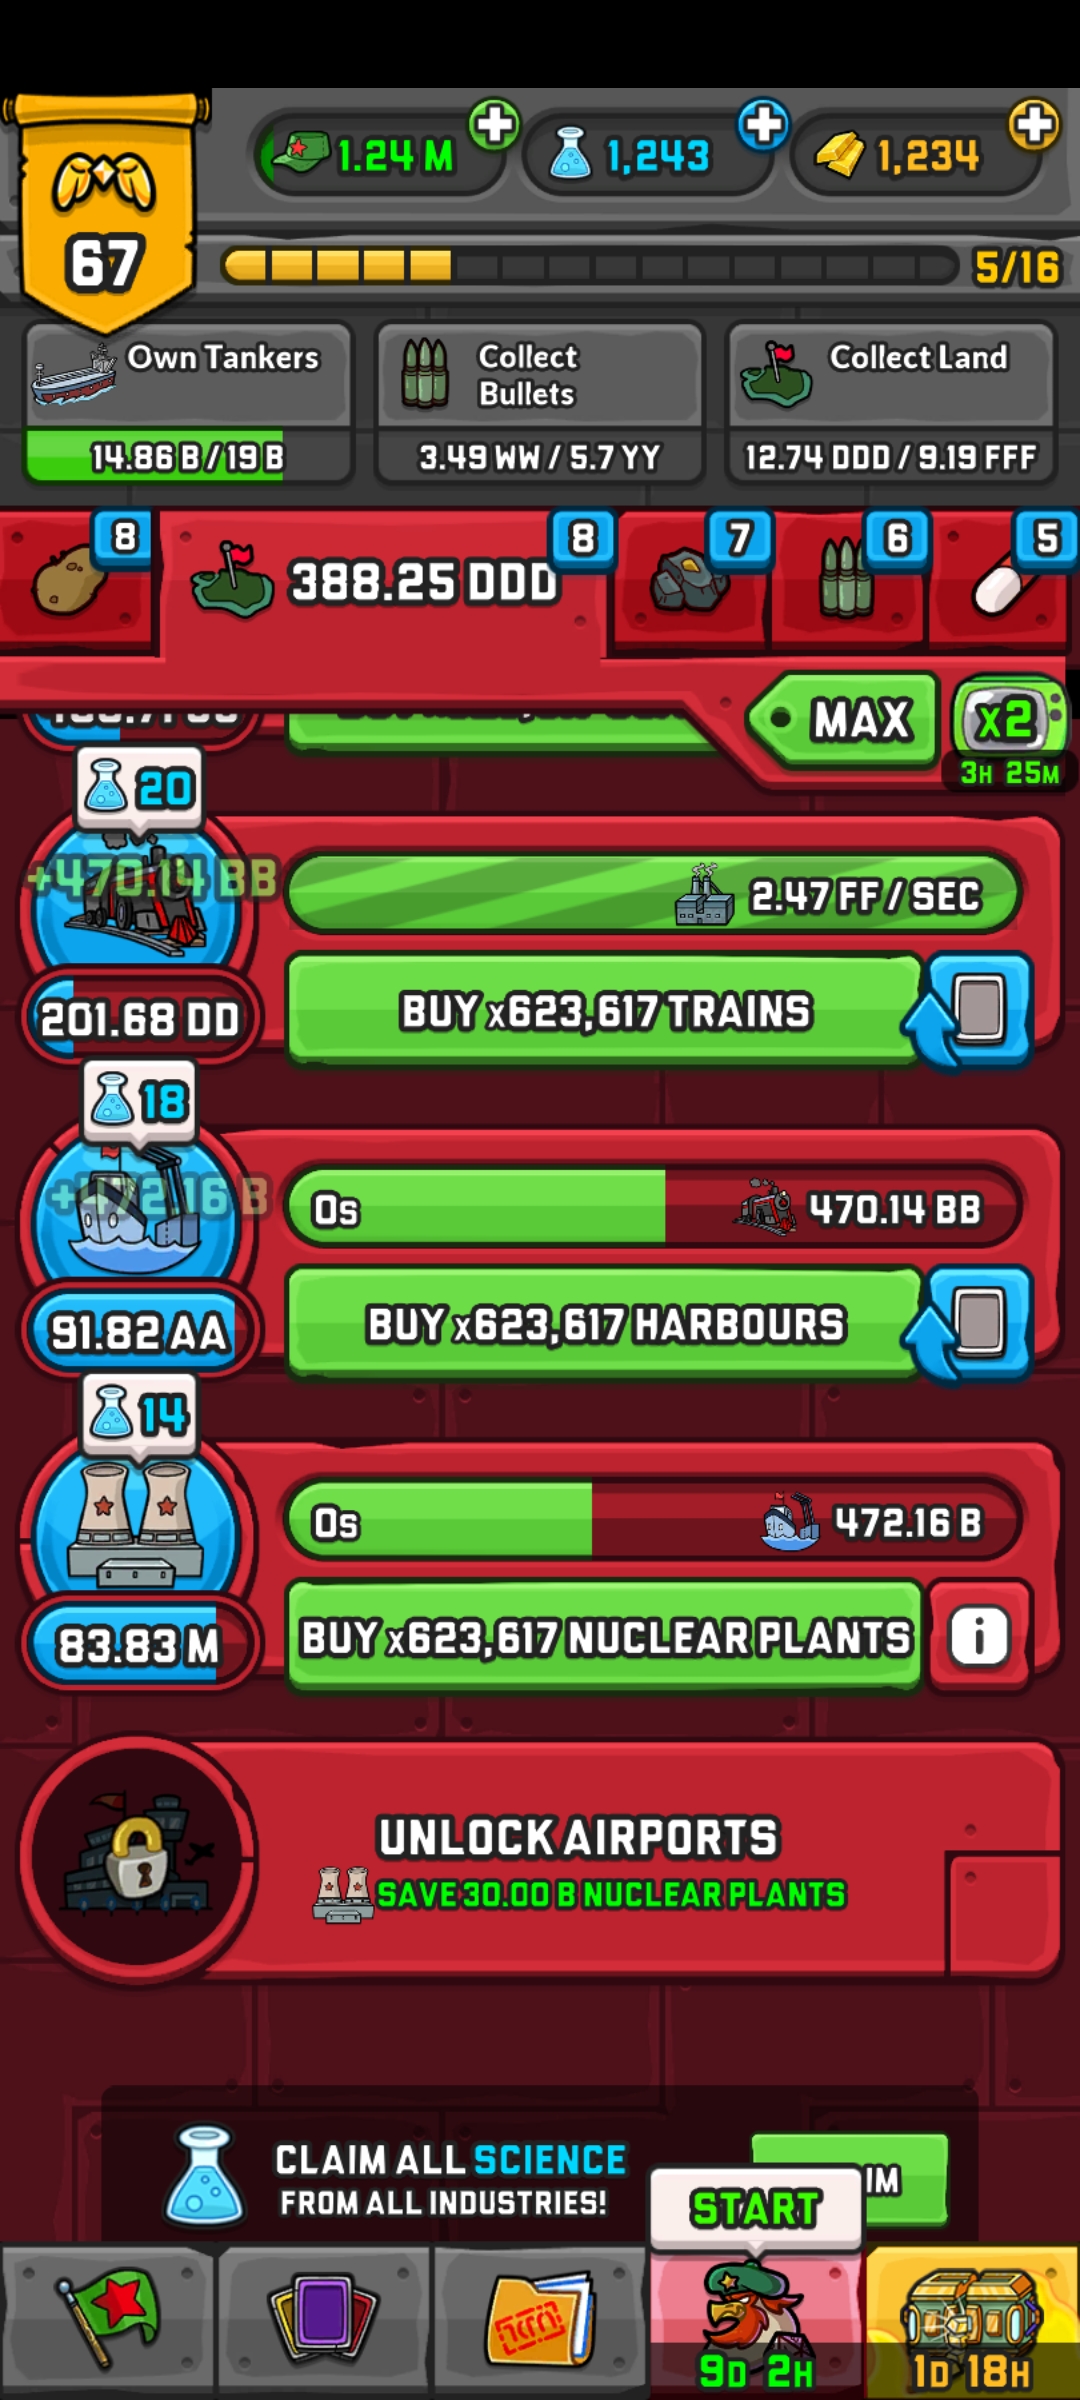 1.24 M
1,243
1,234
67
5/16
Own Tankers
14.86 B / 19 B
Collect
Bullets
3.49 WW / 5.7 YY
Collect Land
12.74 DDD / 9.19 FFF
8
388.25 DDD
8
7
6
5
MAX
x2
3H 25M
20
+470.14 BB
2.47 FF / SEC
201.68 DD
BUY x623,617 TRAINS
18
+472.16 B
0s
470.14 BB
91.82 AA
BUY x623,617 HARBOURS
14
0s
472.16 B
83.83 M
BUY x623,617 NUCLEAR PLANTS
i
UNLOCK AIRPORTS
SAVE 30.00 B NUCLEAR PLANTS
CLAIM ALL SCIENCE
FROM ALL INDUSTRIES!
START
9D 2H
1D 18H